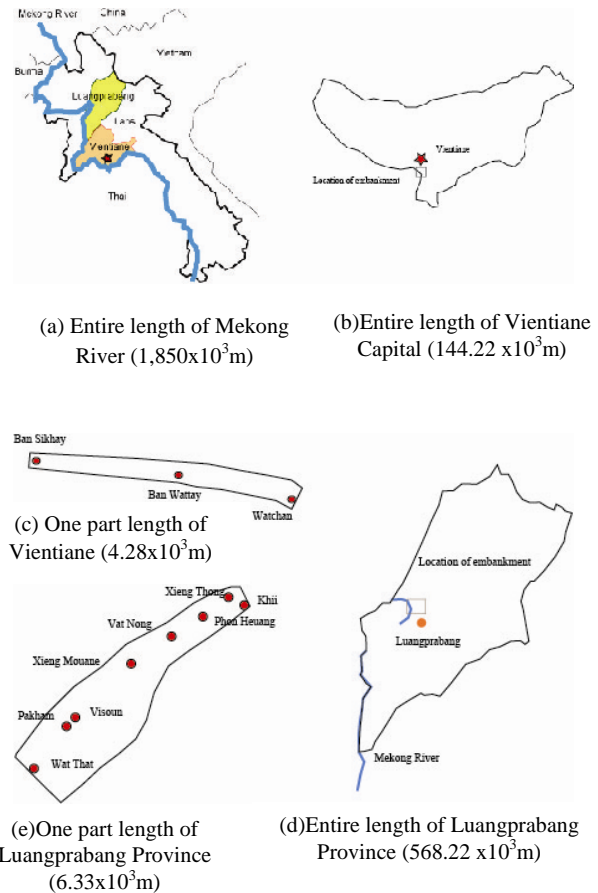 Mekong River
China
Vietnam
Burma
Luangprabang
Laos
Vientiane
Thai
Vientiane
Location of embankment
(a) Entire length of Mekong
River (1,850x10³m)
(b)Entire length of Vientiane
Capital (144.22 x10³m)
Ban Sikhay
Ban Wattay
Watchan
(c) One part length of
Vientiane (4.28x10³m)
Xieng Thong
Khii
Phon Heuang
Vat Nong
Xieng Mouane
Pakham
Visoun
Wat That
Location of embankment
Luangprabang
Mekong River
(e)One part length of
Luangprabang Province
(6.33x10³m)
(d)Entire length of Luangprabang
Province (568.22 x10³m)